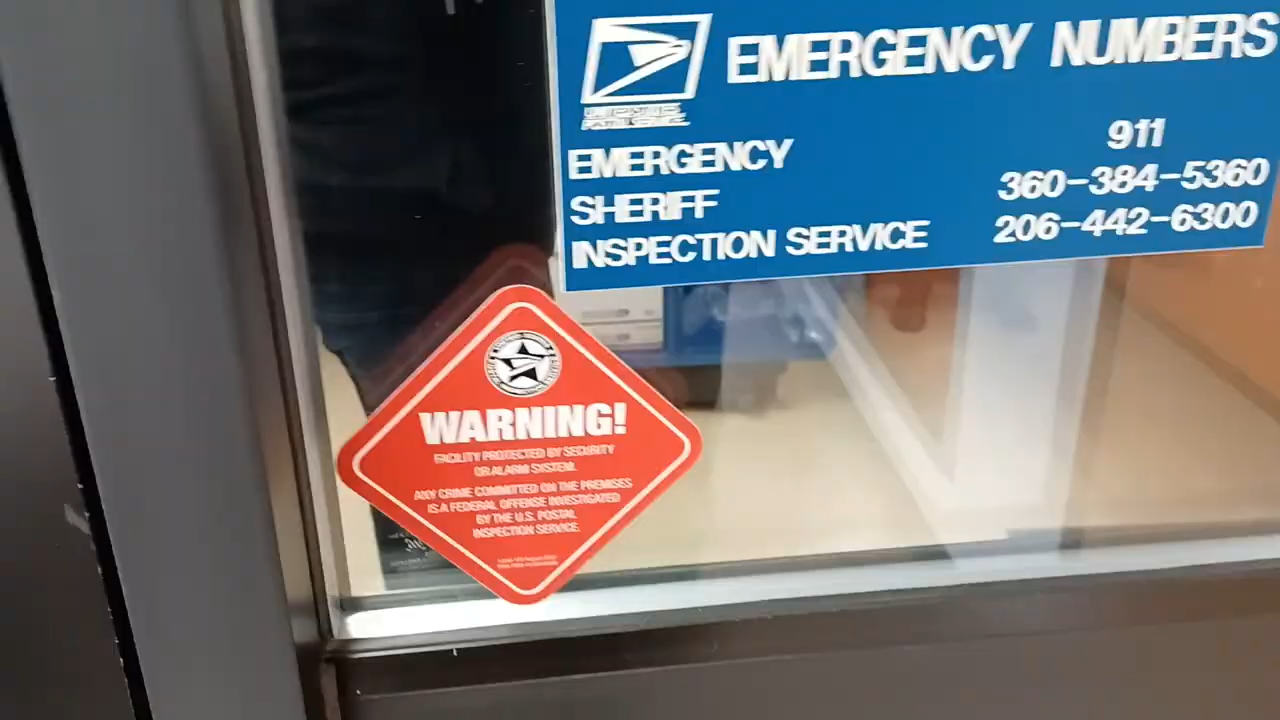 EMERGENCY NUMBERS
EMERGENCY 911
SHERIFF 360-384-5360
INSPECTION SERVICE 206-442-6300
WARNING!
FACILITY PROTECTED BY SECURITY
OR ALARM SYSTEM.
ANY CRIME COMMITTED ON THE PREMISES
IS A FEDERAL OFFENSE INVESTIGATED
BY THE U.S. POSTAL
INSPECTION SERVICE.